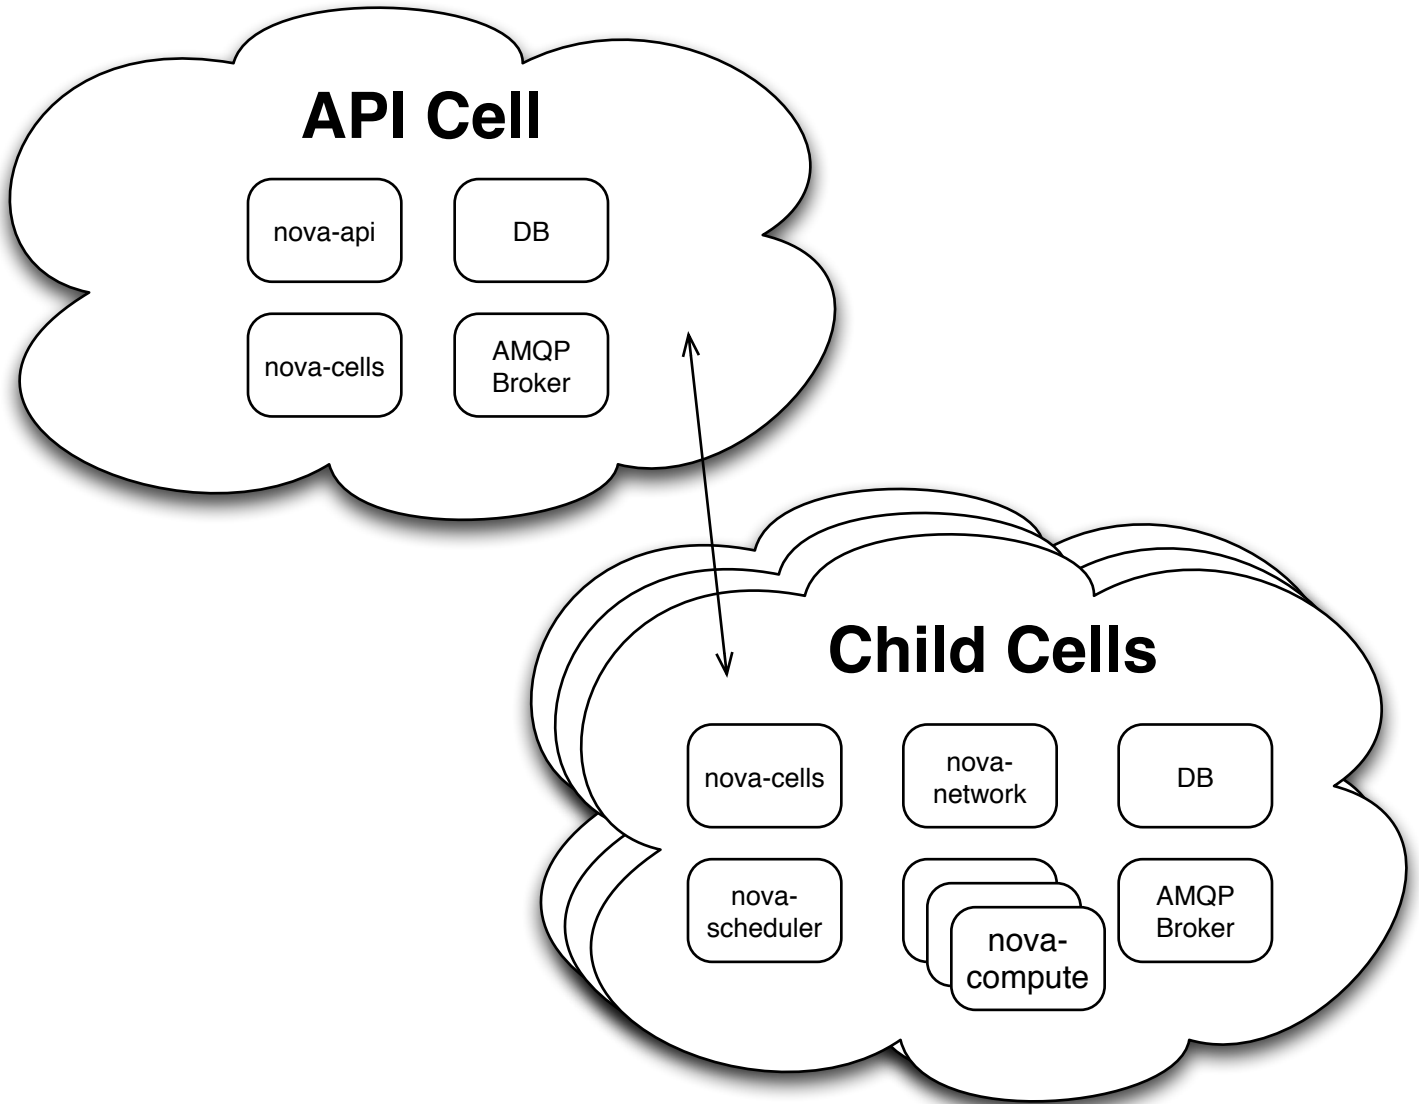 API Cell
nova-api
DB
nova-cells
AMQP
Broker
Child Cells
nova-cells
nova-
network
DB
nova-
scheduler
nova-
compute
AMQP
Broker